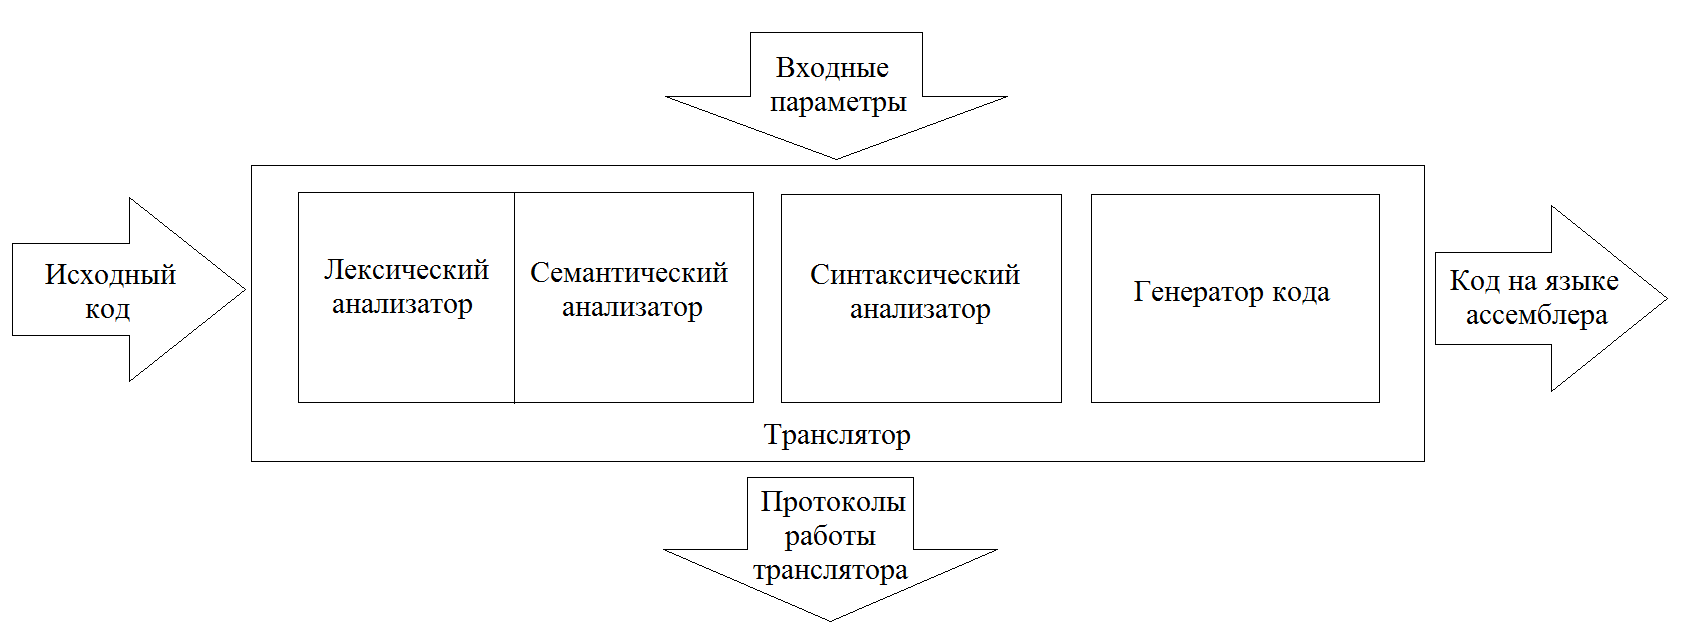 Входные
параметры
Исходный
код
Лексический
анализатор
Семантический
анализатор
Синтаксический
анализатор
Генератор кода
Код на языке
ассемблера
Транслятор
Протоколы
работы
транслятора